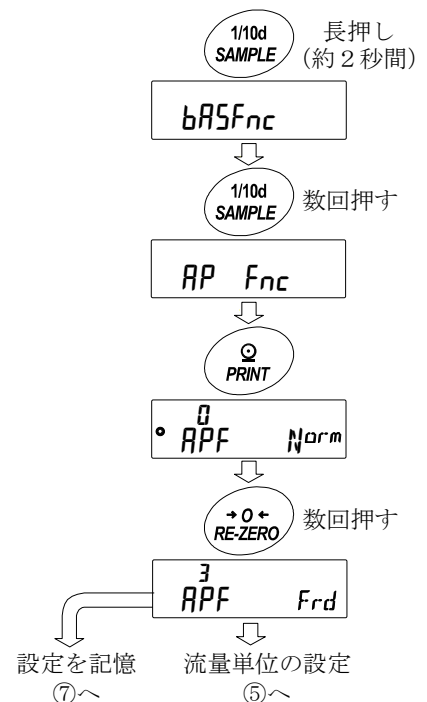 1/10d 長押し
SAMPLE (約２秒間)
bASFnc
1/10d
SAMPLE 数回押す
AP Fnc
PRINT
0
APF Norm
→0←
RE-ZERO 数回押す
3
APF Frd
設定を記憶 流量単位の設定
⑦へ ⑤へ